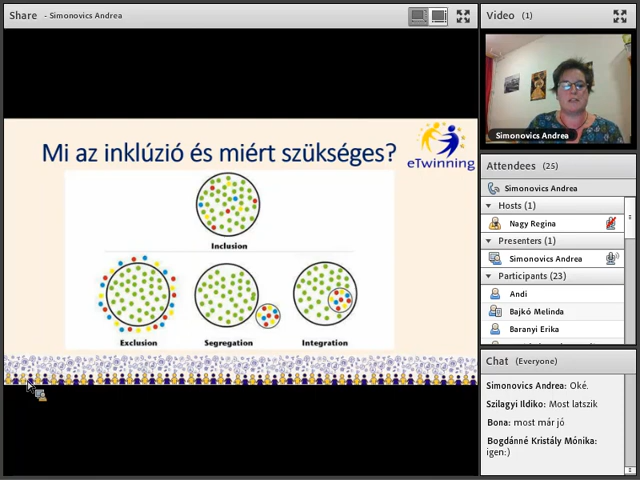 Share - Simonovics Andrea
Mi az inklúzió és miért szükséges?
eTwinning
Inclusion
Exclusion
Segregation
Integration
Video (1)
Simonovics Andrea
Attendees (25)
Simonovics Andrea
Hosts (1)
Nagy Regina
Presenters (1)
Simonovics Andrea
Participants (23)
Andi
Bajkó Melinda
Baranyi Erika
Chat (Everyone)
Simonovics Andrea: Oké.
Szilagyi Ildiko: Most latszik
Bona: most már jó
Bogdánné Kristály Mónika:
igen:)